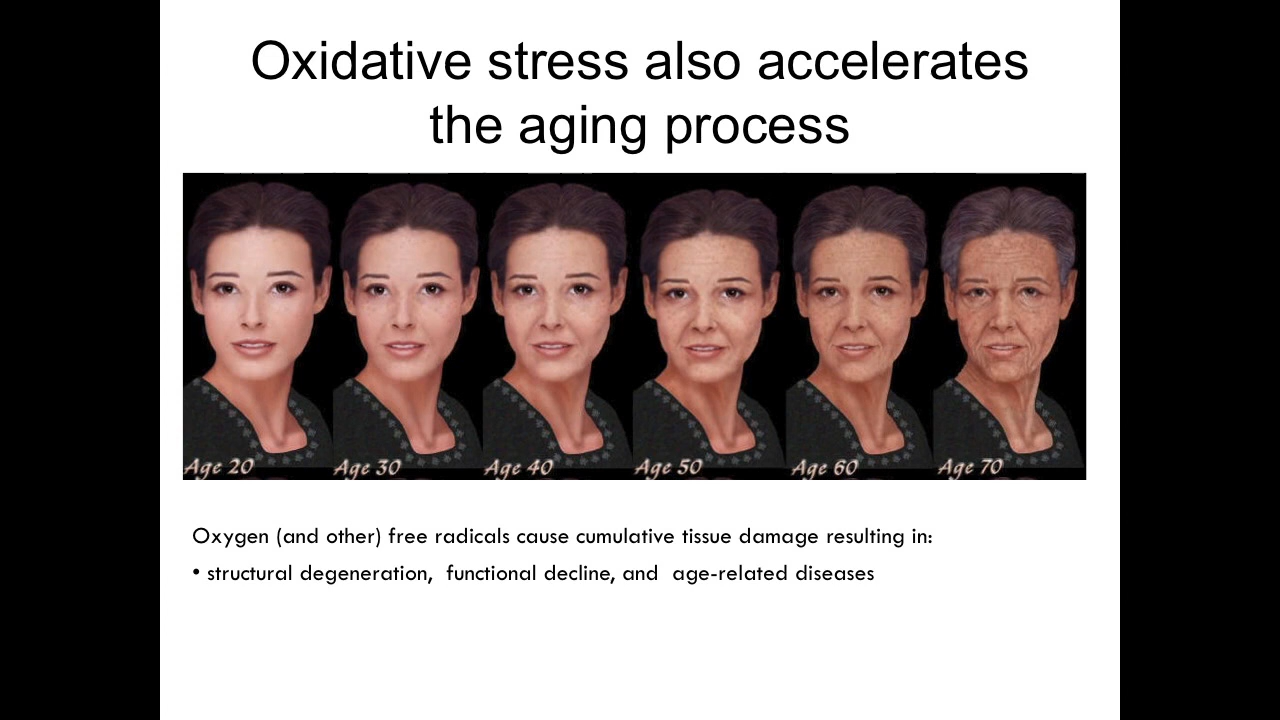 Oxidative stress also accelerates
the aging process
Age 20
Age 30
Age 40
Age 50
Age 60
Age 70
Oxygen (and other) free radicals cause cumulative tissue damage resulting in:
• structural degeneration,  functional decline, and  age-related diseases